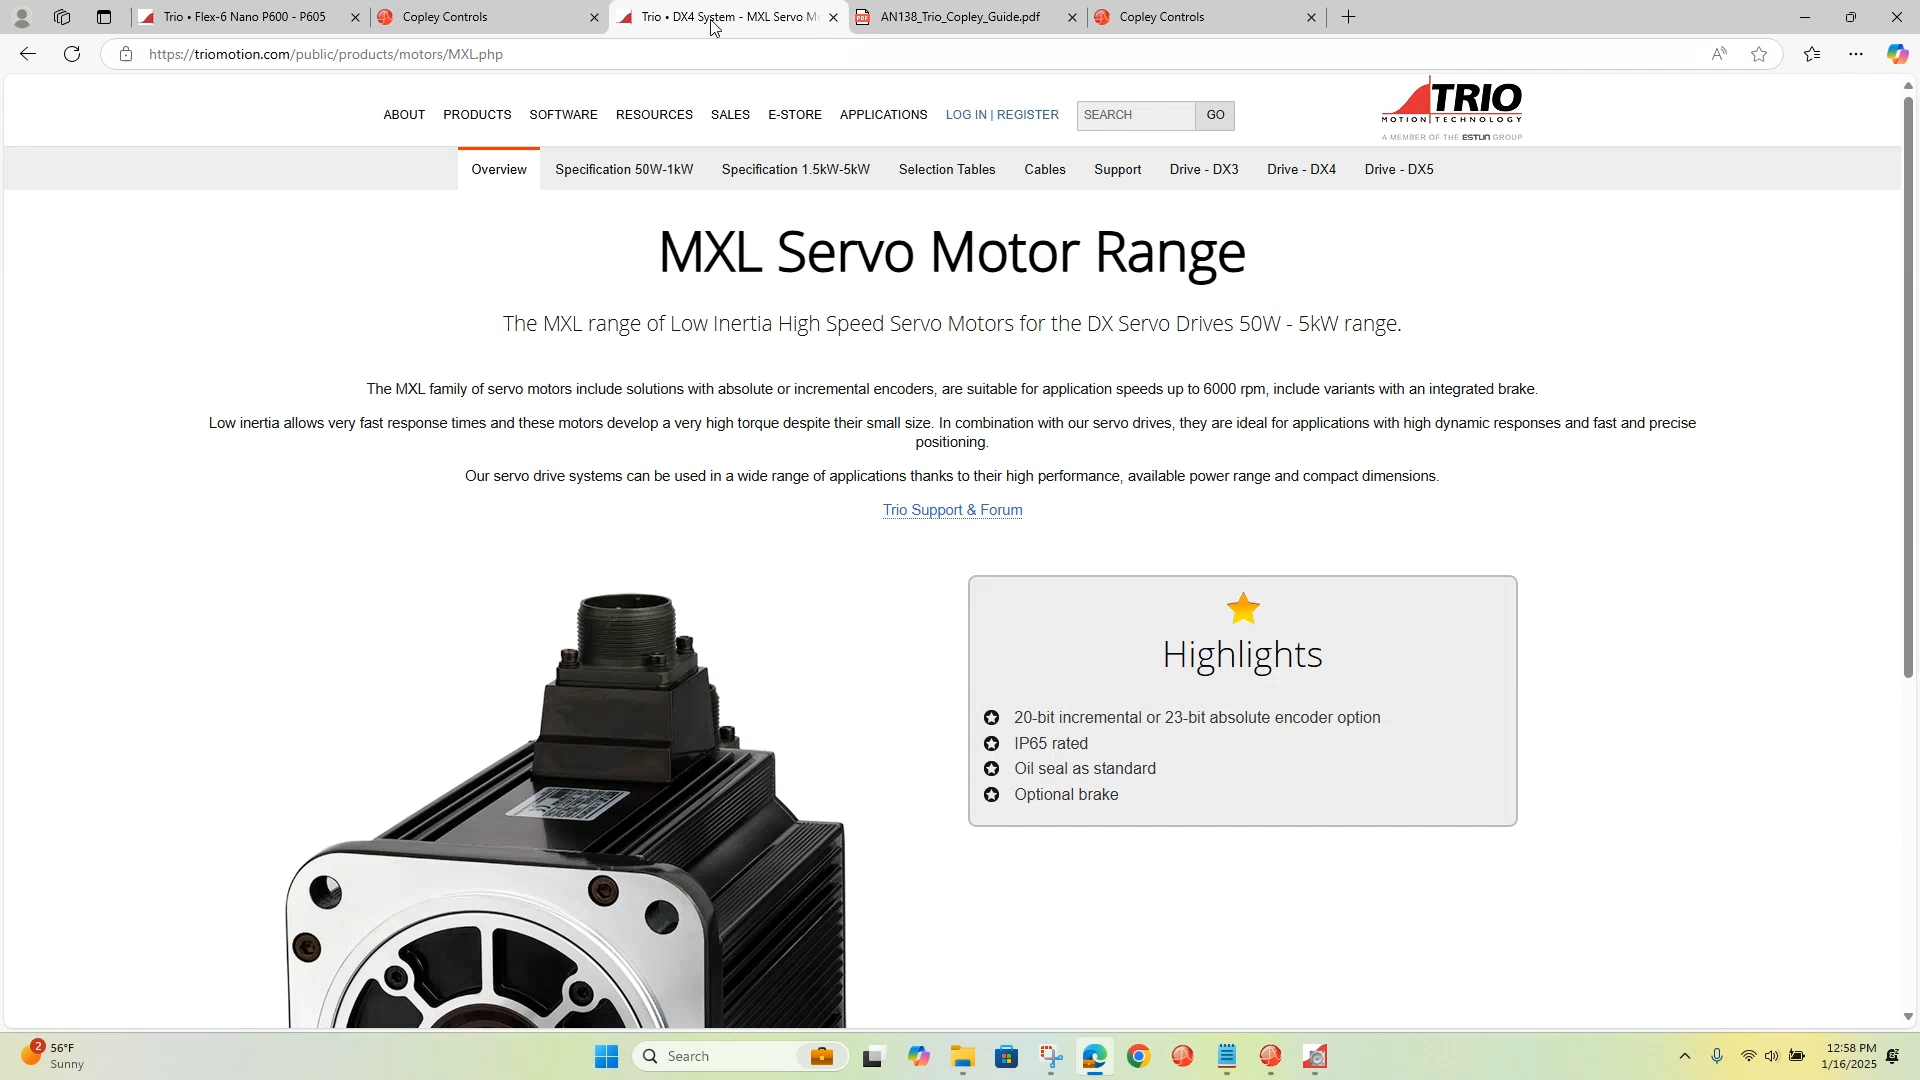 Trio • Flex-6 Nano P600 - P605
Copley Controls
Trio • DX4 System - MXL Servo M
AN138_Trio_Copley_Guide.pdf
Copley Controls
https://triomotion.com/public/products/motors/MXL.php
ABOUT PRODUCTS SOFTWARE RESOURCES SALES E-STORE APPLICATIONS LOG IN | REGISTER SEARCH GO
TRIO
MOTION TECHNOLOGY
A MEMBER OF THE ESTUN GROUP
Overview Specification 50W-1kW Specification 1.5kW-5kW Selection Tables Cables Support Drive - DX3 Drive - DX4 Drive - DX5
MXL Servo Motor Range
The MXL range of Low Inertia High Speed Servo Motors for the DX Servo Drives 50W - 5kW range.
The MXL family of servo motors include solutions with absolute or incremental encoders, are suitable for application speeds up to 6000 rpm, include variants with an integrated brake.
Low inertia allows very fast response times and these motors develop a very high torque despite their small size. In combination with our servo drives, they are ideal for applications with high dynamic responses and fast and precise
positioning.
Our servo drive systems can be used in a wide range of applications thanks to their high performance, available power range and compact dimensions.
Trio Support & Forum
Highlights
20-bit incremental or 23-bit absolute encoder option
IP65 rated
Oil seal as standard
Optional brake
2
56°F
Sunny
Search
12:58 PM
1/16/2025